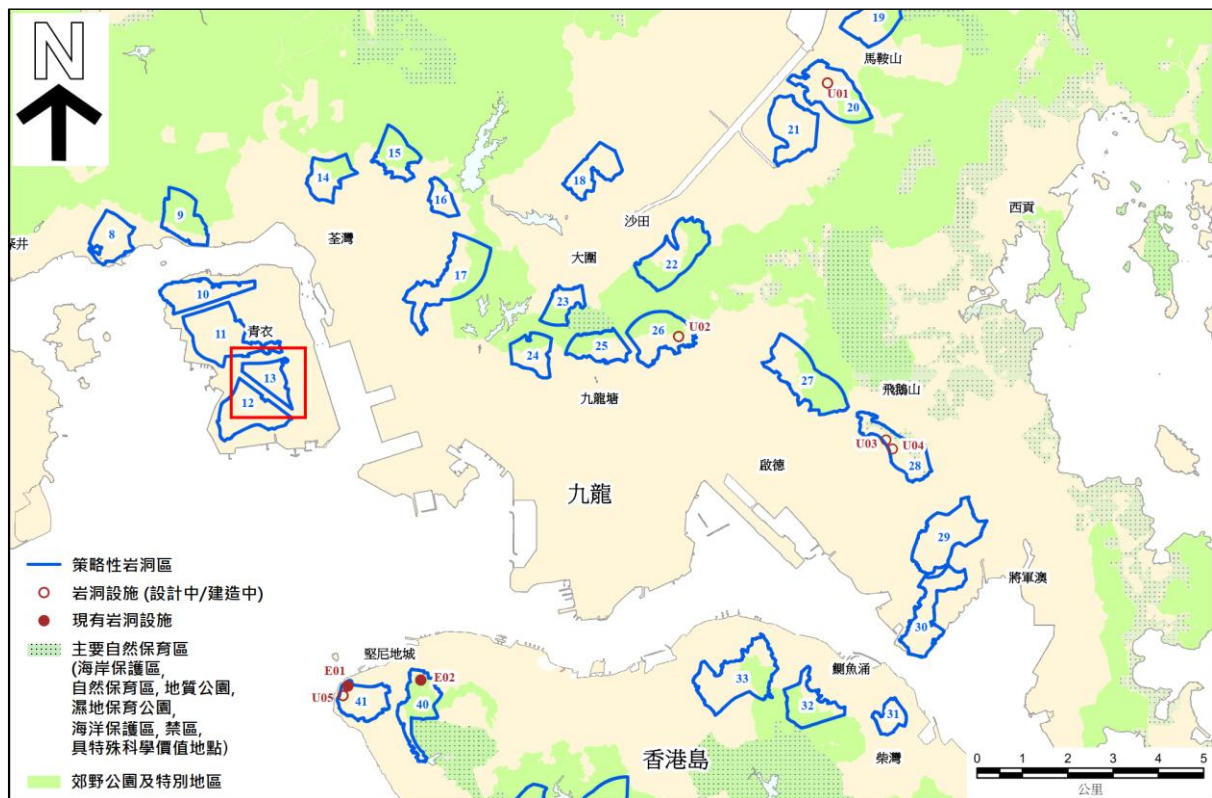 N
19
馬鞍山
U01
20
21
15
14
16
18
9
8
深井
荃灣
沙田
西貢
22
大圍
17
10
23
11
青衣
24
25
26
U02
13
12
九龍塘
27
飛鵝山
U03
U04
28
啟德
九龍
29
將軍澳
30
策略性岩洞區
岩洞設施 (設計中/建造中)
現有岩洞設施
主要自然保育區
(海岸保護區,
自然保育區, 地質公園,
濕地保育公園,
海洋保護區, 禁區,
具特殊科學價值地點)
郊野公園及特別地區
堅尼地城
E01
U05
41
E02
40
33
鰂魚涌
32
31
柴灣
香港島
0 1 2 3 4 5
公里